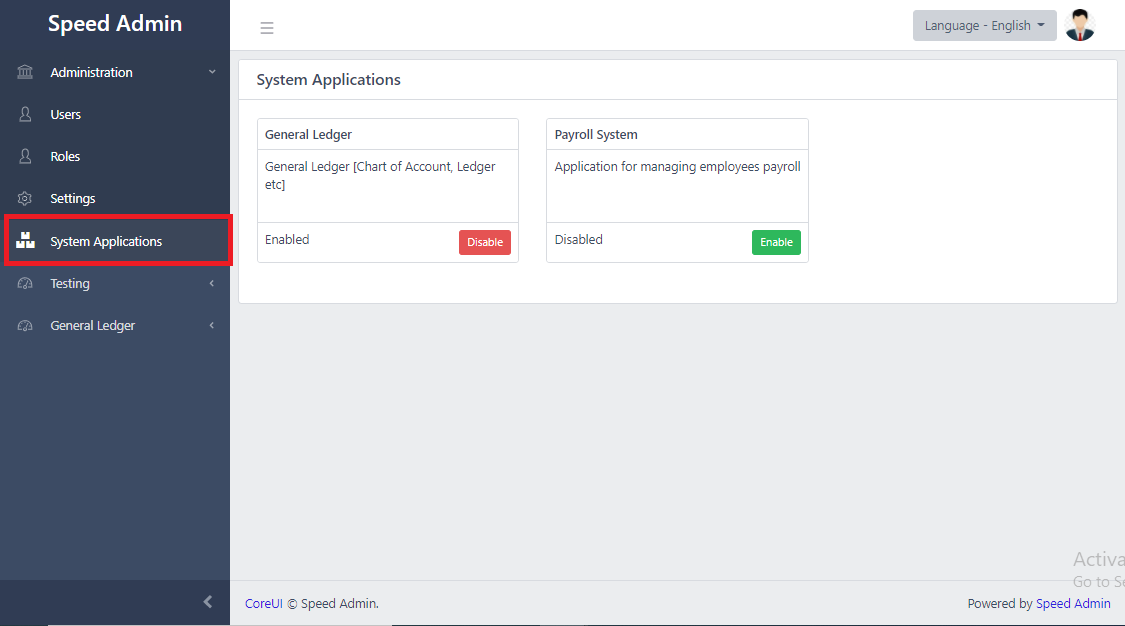 Speed Admin
Language - English
Administration
Users
Roles
Settings
System Applications
Testing
General Ledger
System Applications
General Ledger
General Ledger [Chart of Account, Ledger
etc]
Enabled
Disable
Payroll System
Application for managing employees payroll
Disabled
Enable
Activa
Go to Se
CoreUI © Speed Admin.
Powered by Speed Admin